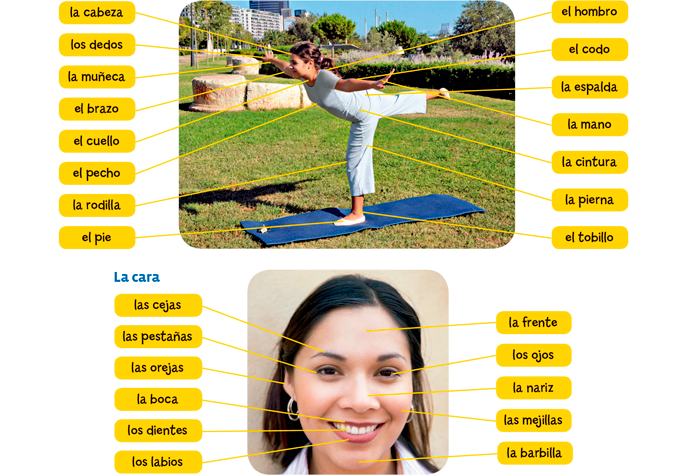 la cabeza
los dedos
la muñeca
el brazo
el cuello
el pecho
la rodilla
el pie
el hombro
el codo
la espalda
la mano
la cintura
la pierna
el tobillo
La cara
las cejas
las pestañas
las orejas
la boca
los dientes
los labios
la frente
los ojos
la nariz
las mejillas
la barbilla